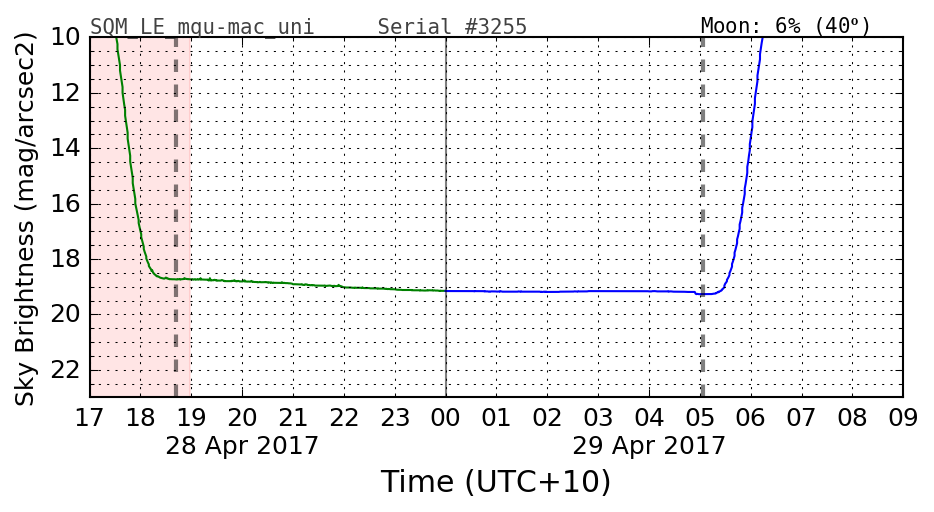 SQM_LE_mqu-mac_uni Serial #3255 Moon: 6% (40º)
Sky Brightness (mag/arcsec2)
10
12
14
16
18
20
22
17 18 19 20 21 22 23 00 01 02 03 04 05 06 07 08 09
28 Apr 2017 29 Apr 2017
Time (UTC+10)